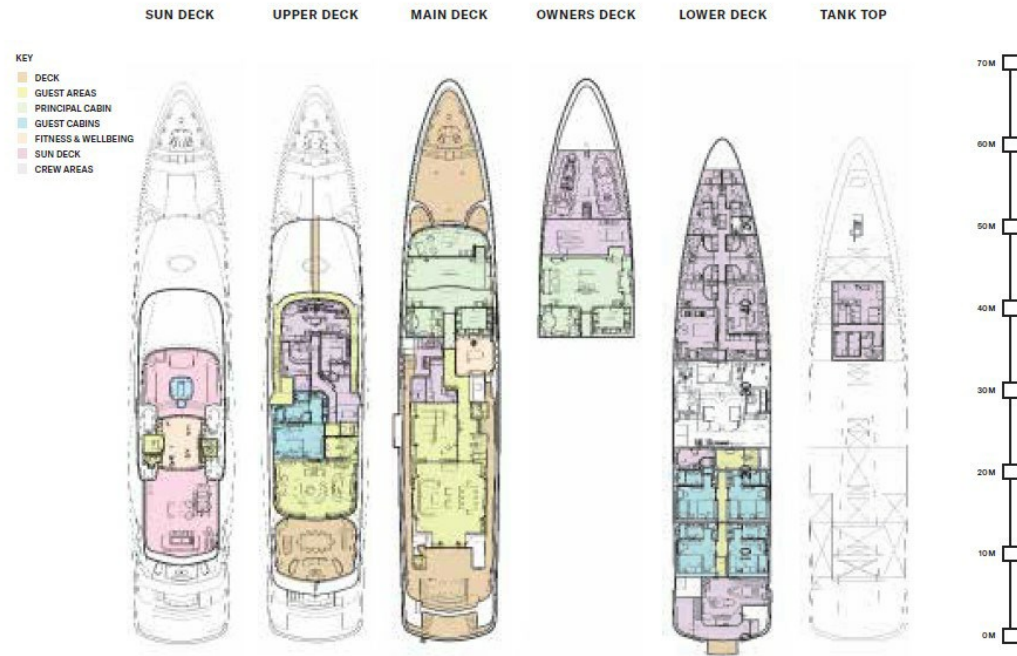 SUN DECK
UPPER DECK
MAIN DECK
OWNERS DECK
LOWER DECK
TANK TOP
KEY
DECK
GUEST AREAS
PRINCIPAL CABIN
GUEST CABINS
FITNESS & WELLBEING
SUN DECK
CREW AREAS
70M
60M
50M
40M
30M
20M
10M
0M